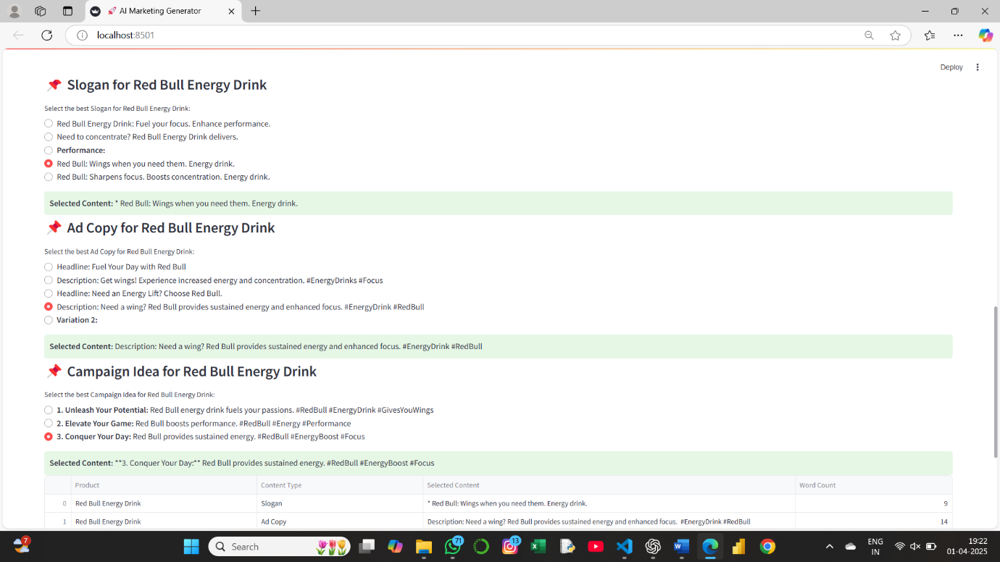 🚀 AI Marketing Generator
localhost:8501
Deploy
📌 Slogan for Red Bull Energy Drink
Select the best Slogan for Red Bull Energy Drink:
Red Bull Energy Drink: Fuel your focus. Enhance performance.
Need to concentrate? Red Bull Energy Drink delivers.
Performance:
Red Bull: Wings when you need them. Energy drink.
Red Bull: Sharpens focus. Boosts concentration. Energy drink.
Selected Content: * Red Bull: Wings when you need them. Energy drink.
📌 Ad Copy for Red Bull Energy Drink
Select the best Ad Copy for Red Bull Energy Drink:
Headline: Fuel Your Day with Red Bull
Description: Get wings! Experience increased energy and concentration. #EnergyDrinks #Focus
Headline: Need an Energy Lift? Choose Red Bull.
Description: Need a wing? Red Bull provides sustained energy and enhanced focus. #EnergyDrink #RedBull
Variation 2:
Selected Content: Description: Need a wing? Red Bull provides sustained energy and enhanced focus. #EnergyDrink #RedBull
📌 Campaign Idea for Red Bull Energy Drink
Select the best Campaign Idea for Red Bull Energy Drink:
1. Unleash Your Potential: Red Bull energy drink fuels your passions. #RedBull #EnergyDrink #GivesYouWings
2. Elevate Your Game: Red Bull boosts performance. #RedBull #Energy #Performance
3. Conquer Your Day: Red Bull provides sustained energy. #RedBull #EnergyBoost #Focus
Selected Content: **3. Conquer Your Day:** Red Bull provides sustained energy. #RedBull #EnergyBoost #Focus
Product Content Type Selected Content Word Count
0 Red Bull Energy Drink Slogan * Red Bull: Wings when you need them. Energy drink. 9
1 Red Bull Energy Drink Ad Copy Description: Need a wing? Red Bull provides sustained energy and enhanced focus. #EnergyDrink #RedBull 14
7 Search 71 13 ENG 19:22
IN 01-04-2025